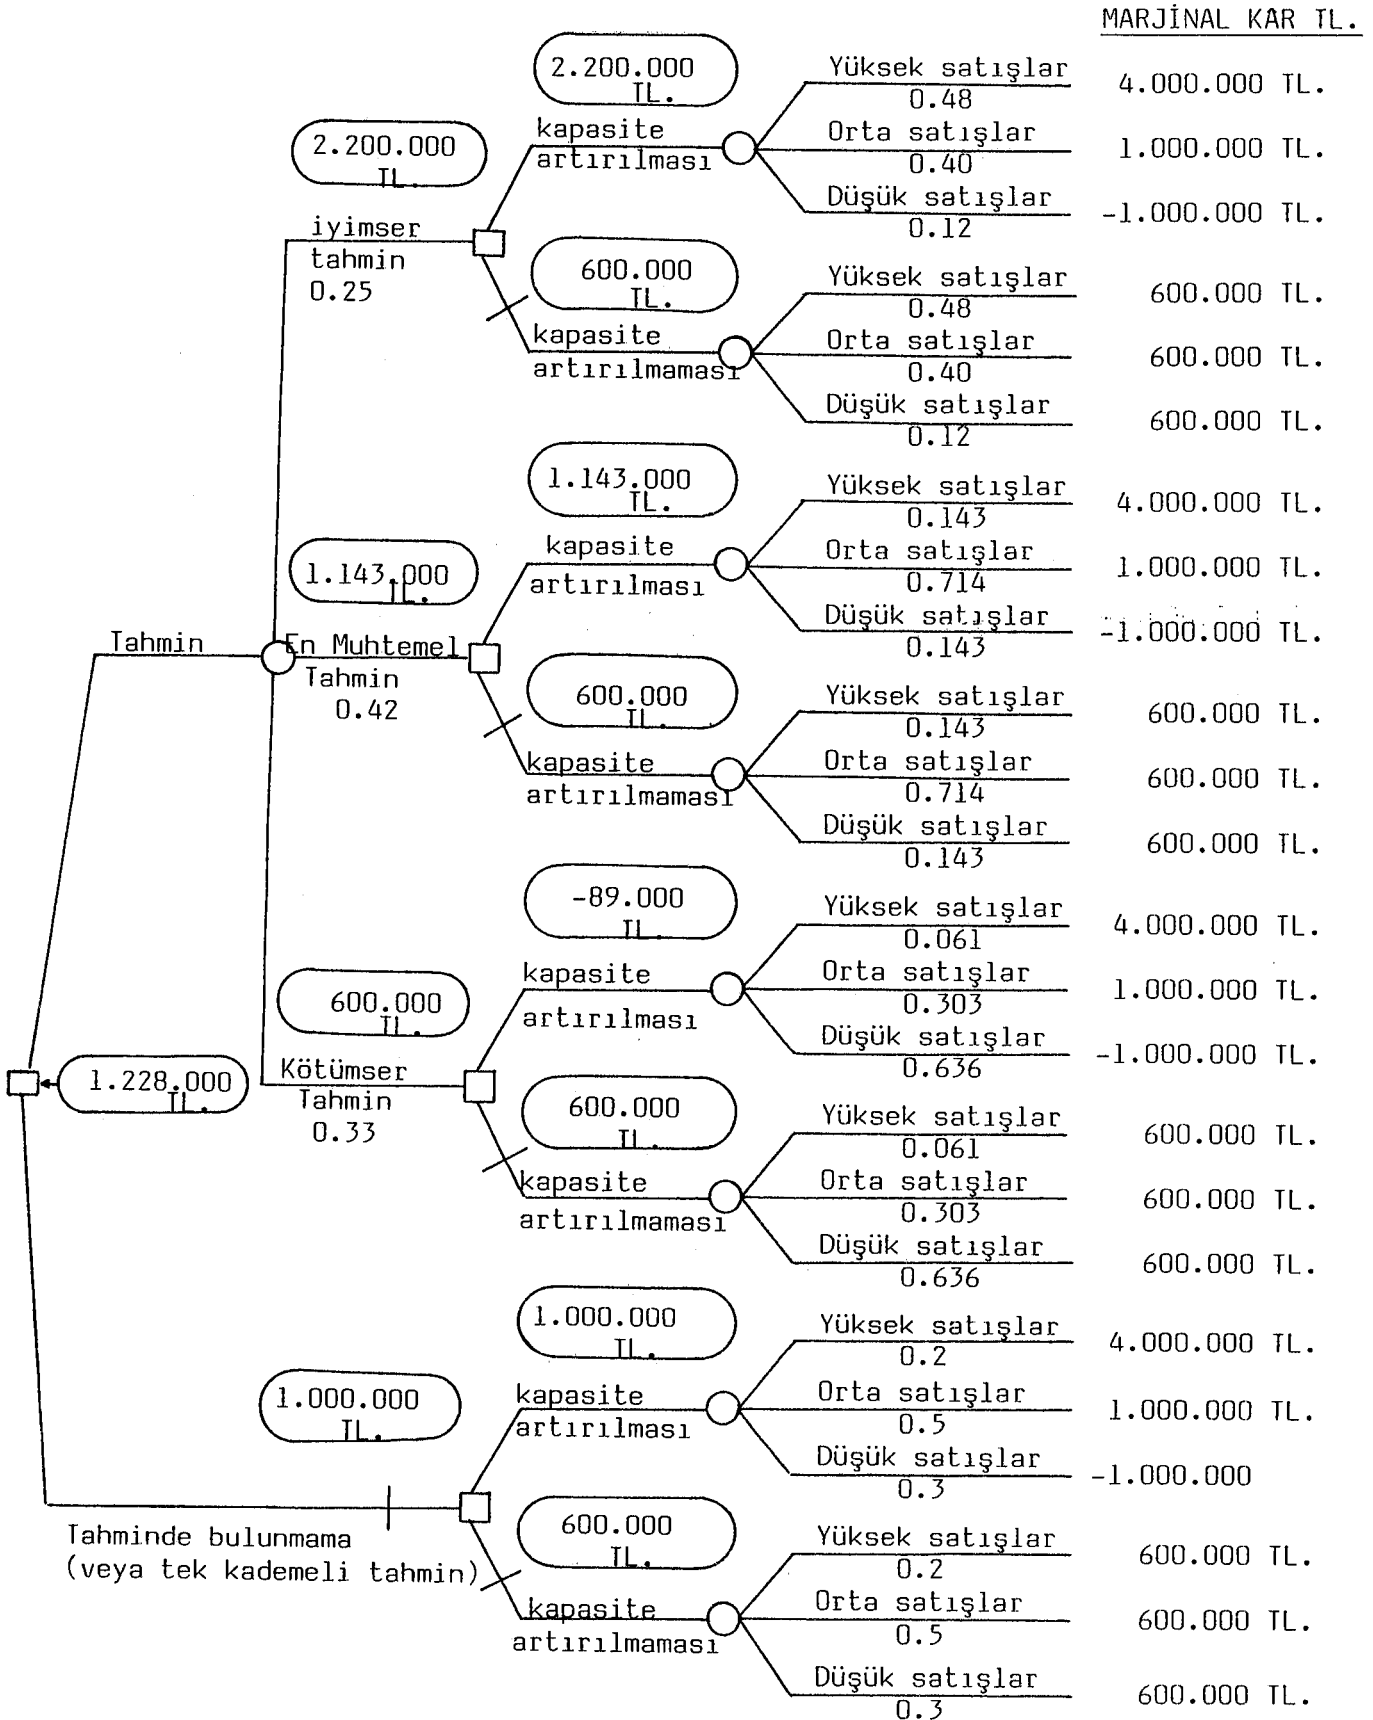 MARJİNAL KAR TL.
2.200.000
TL.
Yüksek satışlar
0.48
4.000.000 TL.
kapasite
artırılması
Orta satışlar
0.40
1.000.000 TL.
Düşük satışlar
0.12
-1.000.000 TL.
2.200.000
TL.
iyimser
tahmin
0.25
600.000
TL.
Yüksek satışlar
0.48
600.000 TL.
kapasite
artırılmaması
Orta satışlar
0.40
600.000 TL.
Düşük satışlar
0.12
600.000 TL.
1.143.000
TL.
Yüksek satışlar
0.143
4.000.000 TL.
kapasite
artırılması
Orta satışlar
0.714
1.000.000 TL.
Düşük satışlar
0.143
-1.000.000 TL.
1.143.000
TL.
Tahmin
En Muhtemel
Tahmin
0.42
600.000
TL.
Yüksek satışlar
0.143
600.000 TL.
kapasite
artırılmaması
Orta satışlar
0.714
600.000 TL.
Düşük satışlar
0.143
600.000 TL.
-89.000
TL.
Yüksek satışlar
0.061
4.000.000 TL.
kapasite
artırılması
Orta satışlar
0.303
1.000.000 TL.
Düşük satışlar
0.636
-1.000.000 TL.
600.000
TL.
1.228.000
TL.
Kötümser
Tahmin
0.33
600.000
TL.
Yüksek satışlar
0.061
600.000 TL.
kapasite
artırılmaması
Orta satışlar
0.303
600.000 TL.
Düşük satışlar
0.636
600.000 TL.
1.000.000
TL.
Yüksek satışlar
0.2
4.000.000 TL.
kapasite
artırılması
Orta satışlar
0.5
1.000.000 TL.
Düşük satışlar
0.3
-1.000.000
1.000.000
TL.
Tahminde bulunmama
(veya tek kademeli tahmin)
600.000
TL.
Yüksek satışlar
0.2
600.000 TL.
kapasite
artırılmaması
Orta satışlar
0.5
600.000 TL.
Düşük satışlar
0.3
600.000 TL.